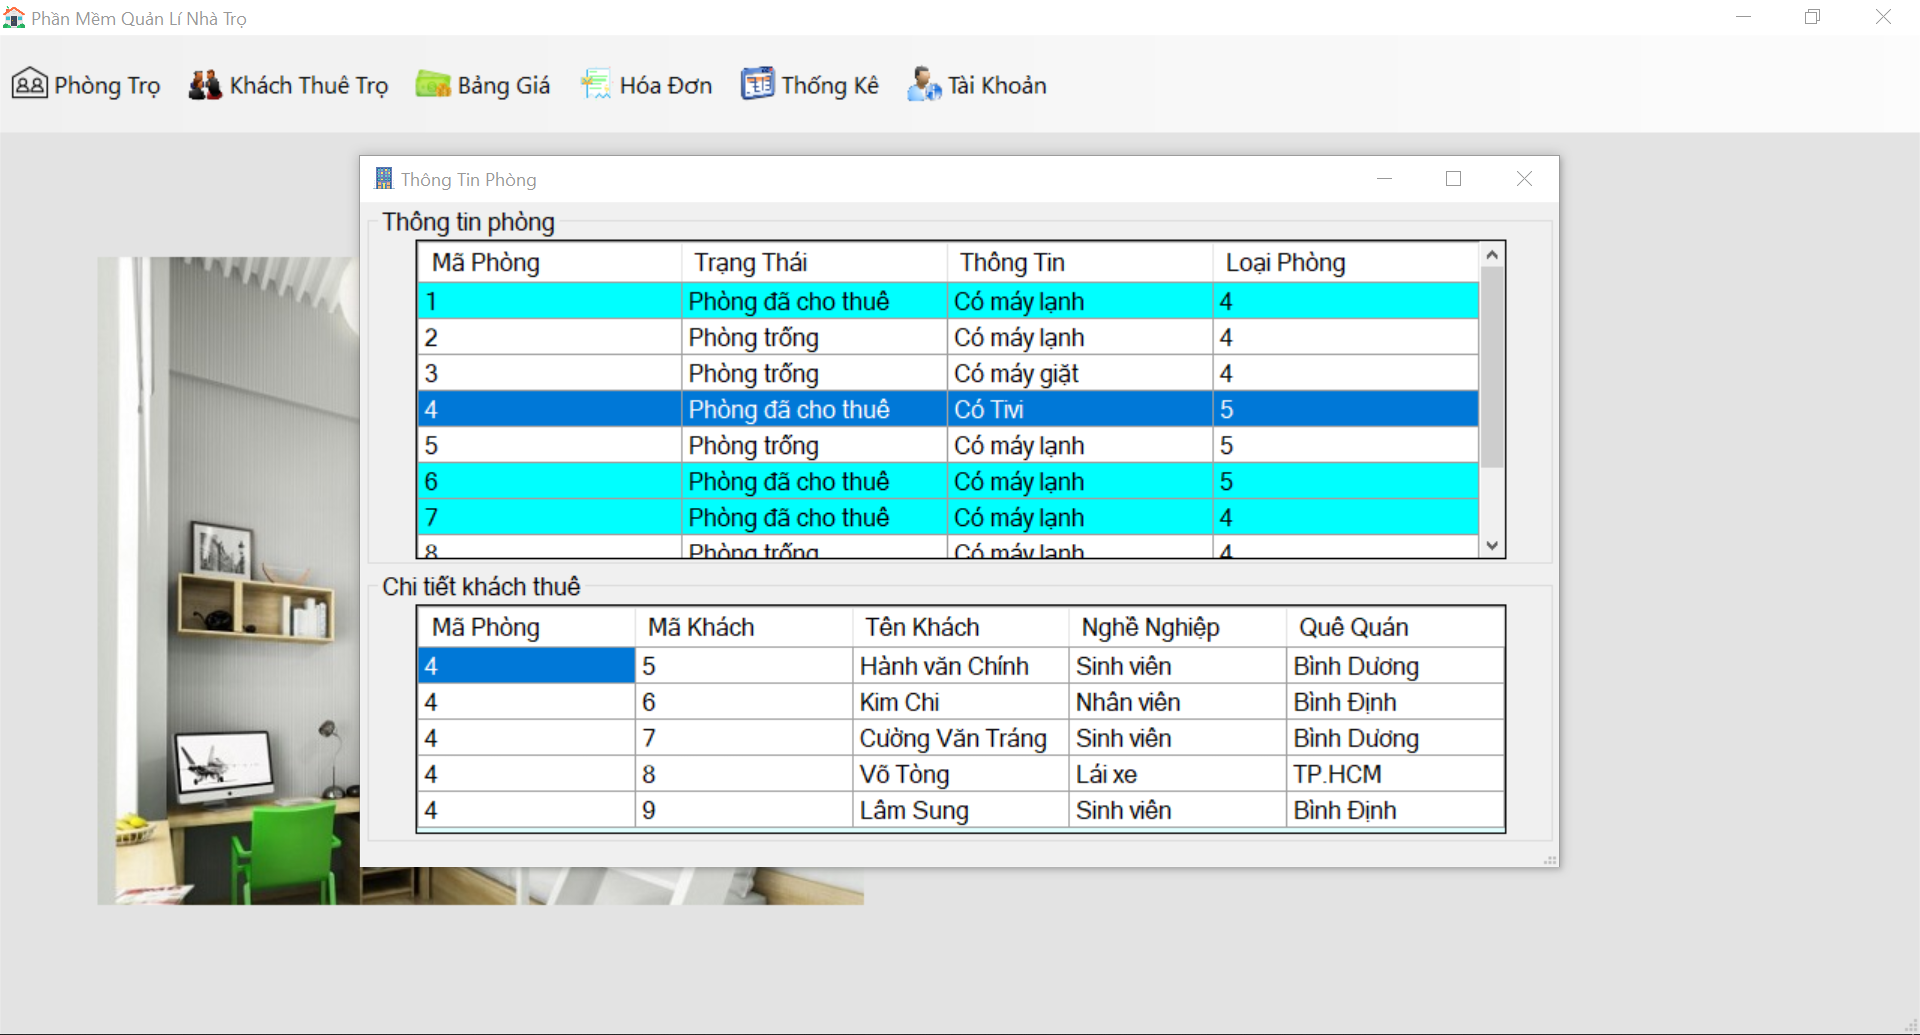 Phần Mềm Quản Lí Nhà Trọ
Phòng Trọ Khách Thuê Trọ Bảng Giá Hóa Đơn Thống Kê Tài Khoản
Thông Tin Phòng
Thông tin phòng
Mã Phòng Trạng Thái Thông Tin Loại Phòng
1 Phòng đã cho thuê Có máy lạnh 4
2 Phòng trống Có máy lạnh 4
3 Phòng trống Có máy giặt 4
4 Phòng đã cho thuê Có Tivi 5
5 Phòng trống Có máy lạnh 5
6 Phòng đã cho thuê Có máy lạnh 5
7 Phòng đã cho thuê Có máy lạnh 4
8 Phòng trống Có máy lạnh 4
Chi tiết khách thuê
Mã Phòng Mã Khách Tên Khách Nghề Nghiệp Quê Quán
4 5 Hành văn Chính Sinh viên Bình Dương
4 6 Kim Chi Nhân viên Bình Định
4 7 Cường Văn Tráng Sinh viên Bình Dương
4 8 Võ Tòng Lái xe TP.HCM
4 9 Lâm Sung Sinh viên Bình Định